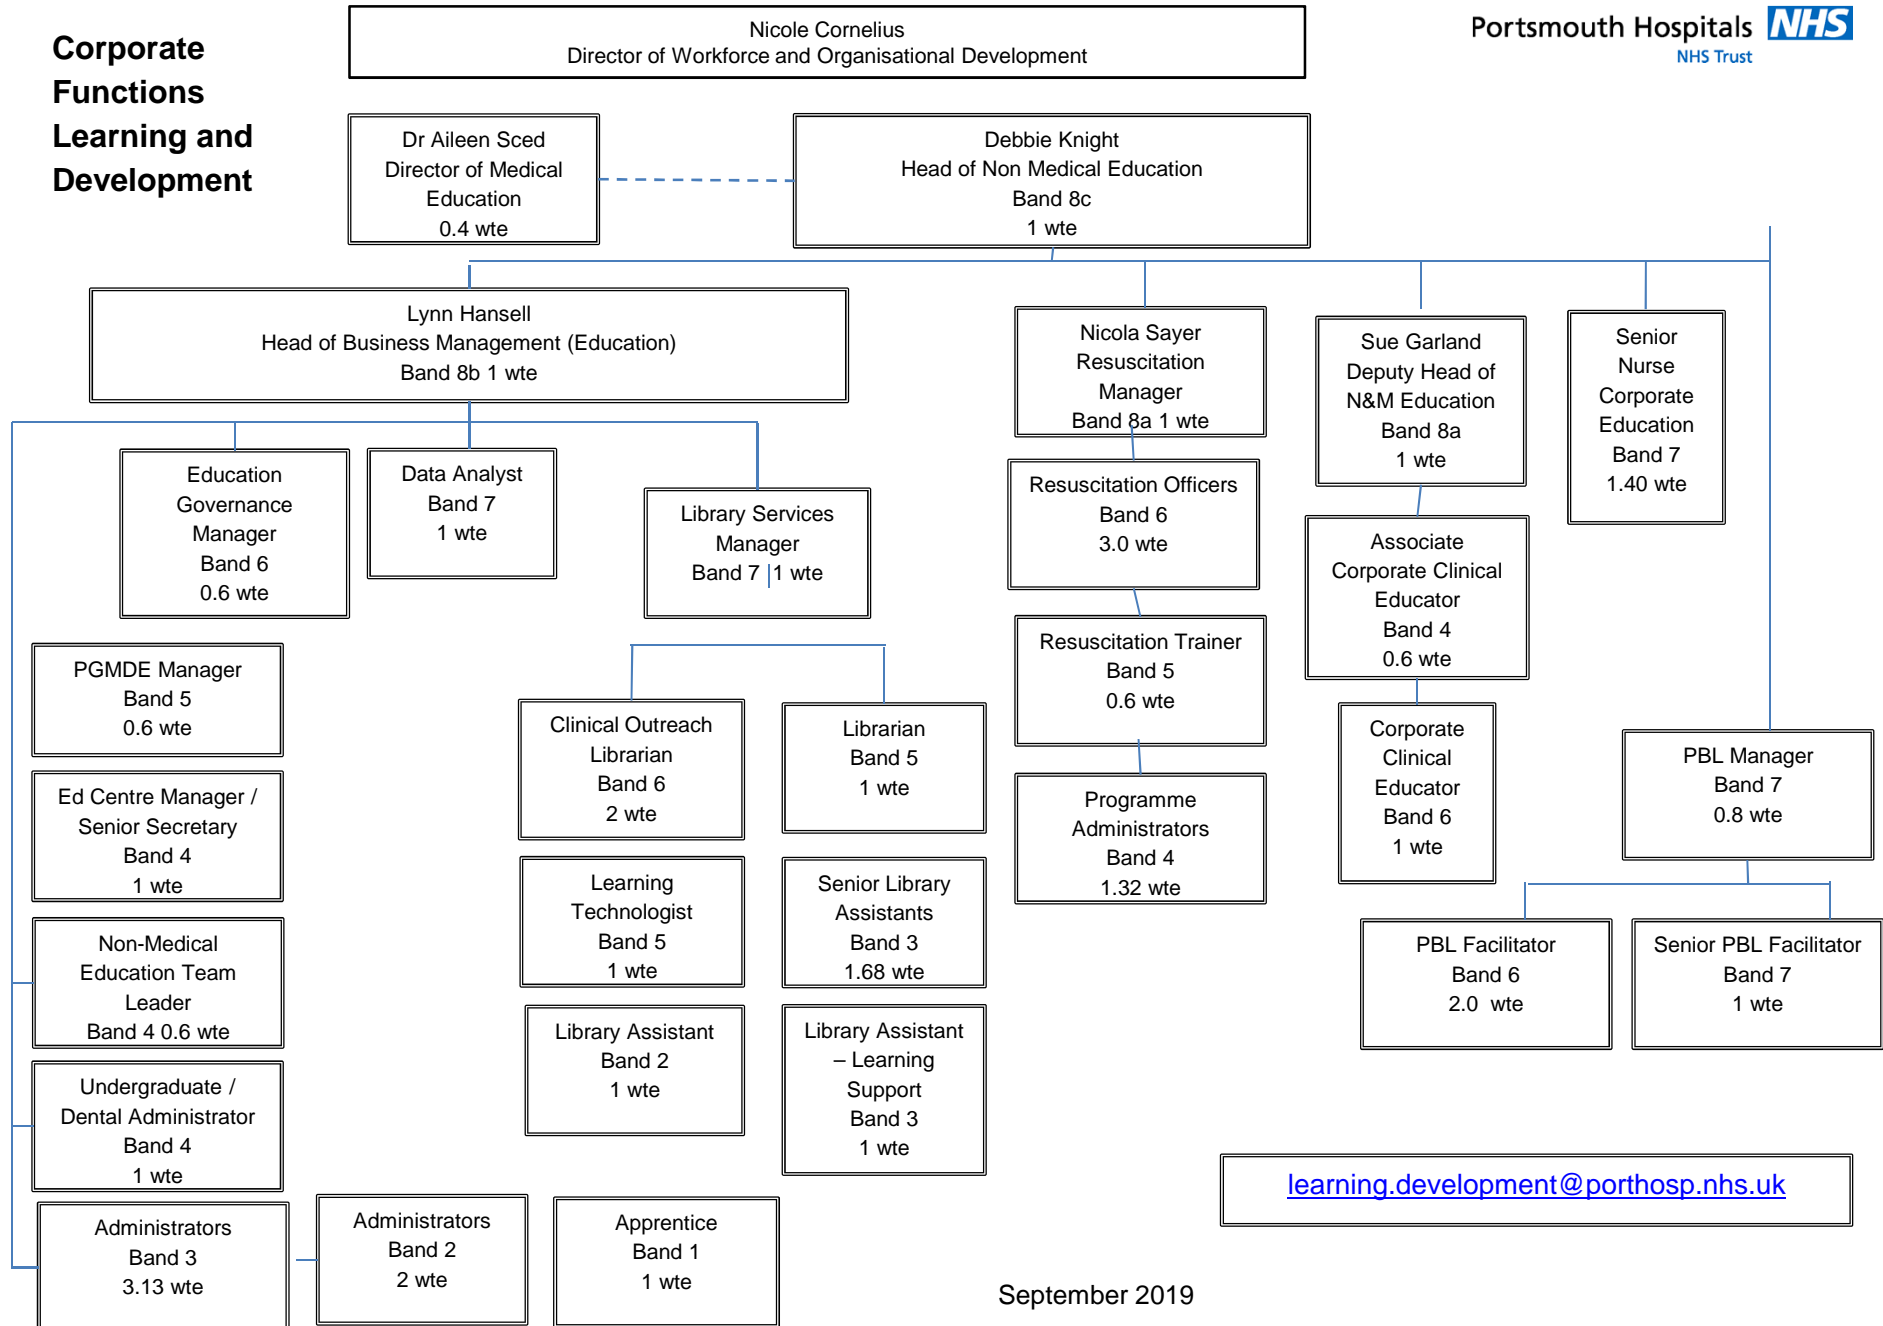 Corporate
Functions
Learning and
Development
Nicole Cornelius
Director of Workforce and Organisational Development
Portsmouth Hospitals NHS
NHS Trust
Dr Aileen Sced
Director of Medical
Education
0.4 wte
Debbie Knight
Head of Non Medical Education
Band 8c
1 wte
Lynn Hansell
Head of Business Management (Education)
Band 8b 1 wte
Nicola Sayer
Resuscitation
Manager
Band 8a 1 wte
Sue Garland
Deputy Head of
N&M Education
Band 8a
1 wte
Senior
Nurse
Corporate
Education
Band 7
1.40 wte
Education
Governance
Manager
Band 6
0.6 wte
Data Analyst
Band 7
1 wte
Library Services
Manager
Band 7 1 wte
Resuscitation Officers
Band 6
3.0 wte
Associate
Corporate Clinical
Educator
Band 4
0.6 wte
PGMDE Manager
Band 5
0.6 wte
Clinical Outreach
Librarian
Band 6
2 wte
Librarian
Band 5
1 wte
Resuscitation Trainer
Band 5
0.6 wte
Corporate
Clinical
Educator
Band 6
1 wte
PBL Manager
Band 7
0.8 wte
Ed Centre Manager /
Senior Secretary
Band 4
1 wte
Learning
Technologist
Band 5
1 wte
Senior Library
Assistants
Band 3
1.68 wte
Programme
Administrators
Band 4
1.32 wte
PBL Facilitator
Band 6
2.0 wte
Senior PBL Facilitator
Band 7
1 wte
Non-Medical
Education Team
Leader
Band 4 0.6 wte
Library Assistant
Band 2
1 wte
Library Assistant
– Learning
Support
Band 3
1 wte
Undergraduate /
Dental Administrator
Band 4
1 wte
learning.development@porthosp.nhs.uk
Administrators
Band 3
3.13 wte
Administrators
Band 2
2 wte
Apprentice
Band 1
1 wte
September 2019